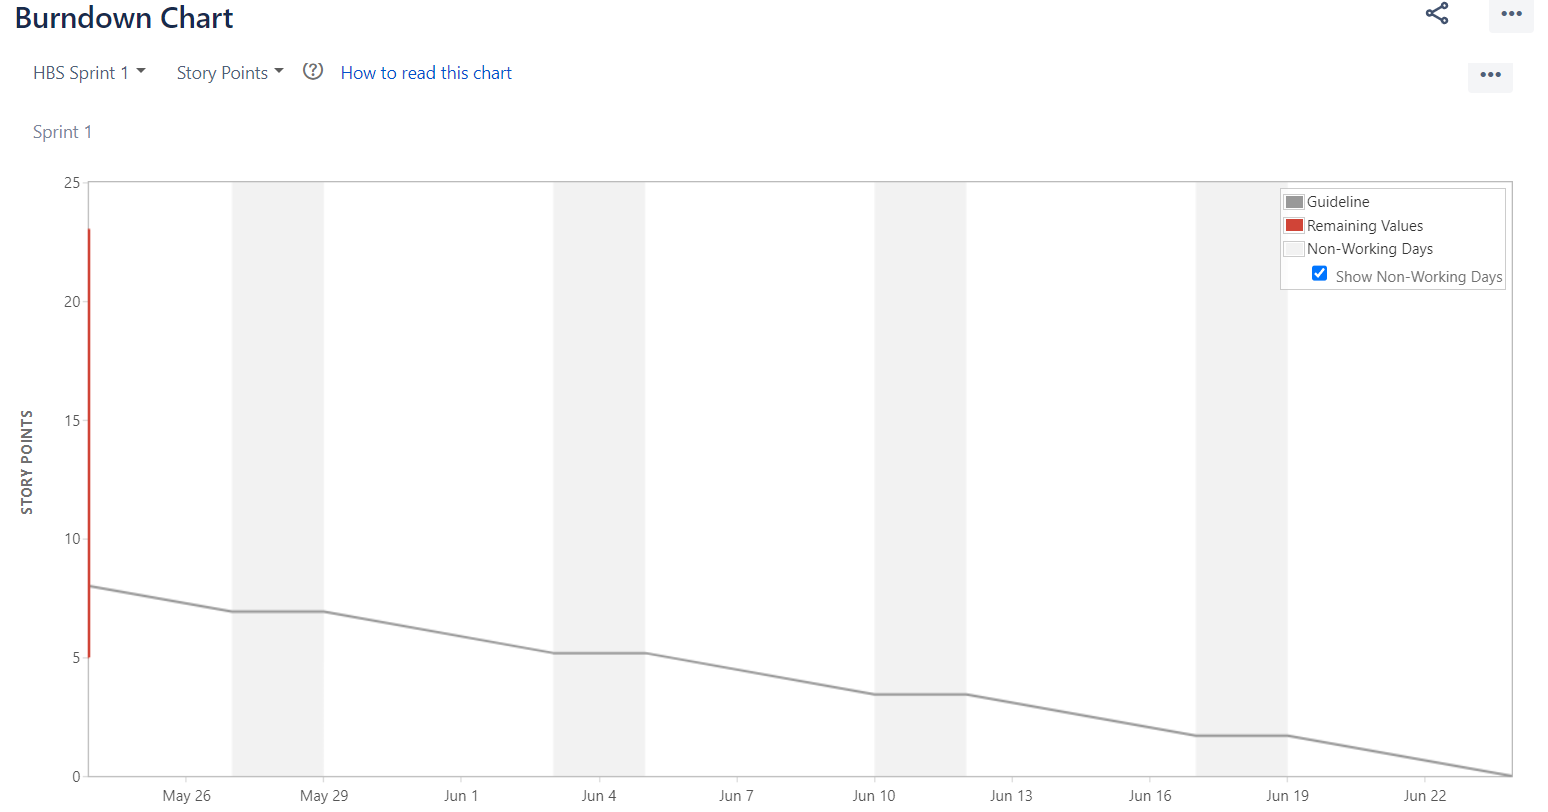 Burndown Chart
HBS Sprint 1 Story Points How to read this chart
Sprint 1
25
20
15
10
5
0
STORY POINTS
Guideline
Remaining Values
Non-Working Days
Show Non-Working Days
May 26 May 29 Jun 1 Jun 4 Jun 7 Jun 10 Jun 13 Jun 16 Jun 19 Jun 22